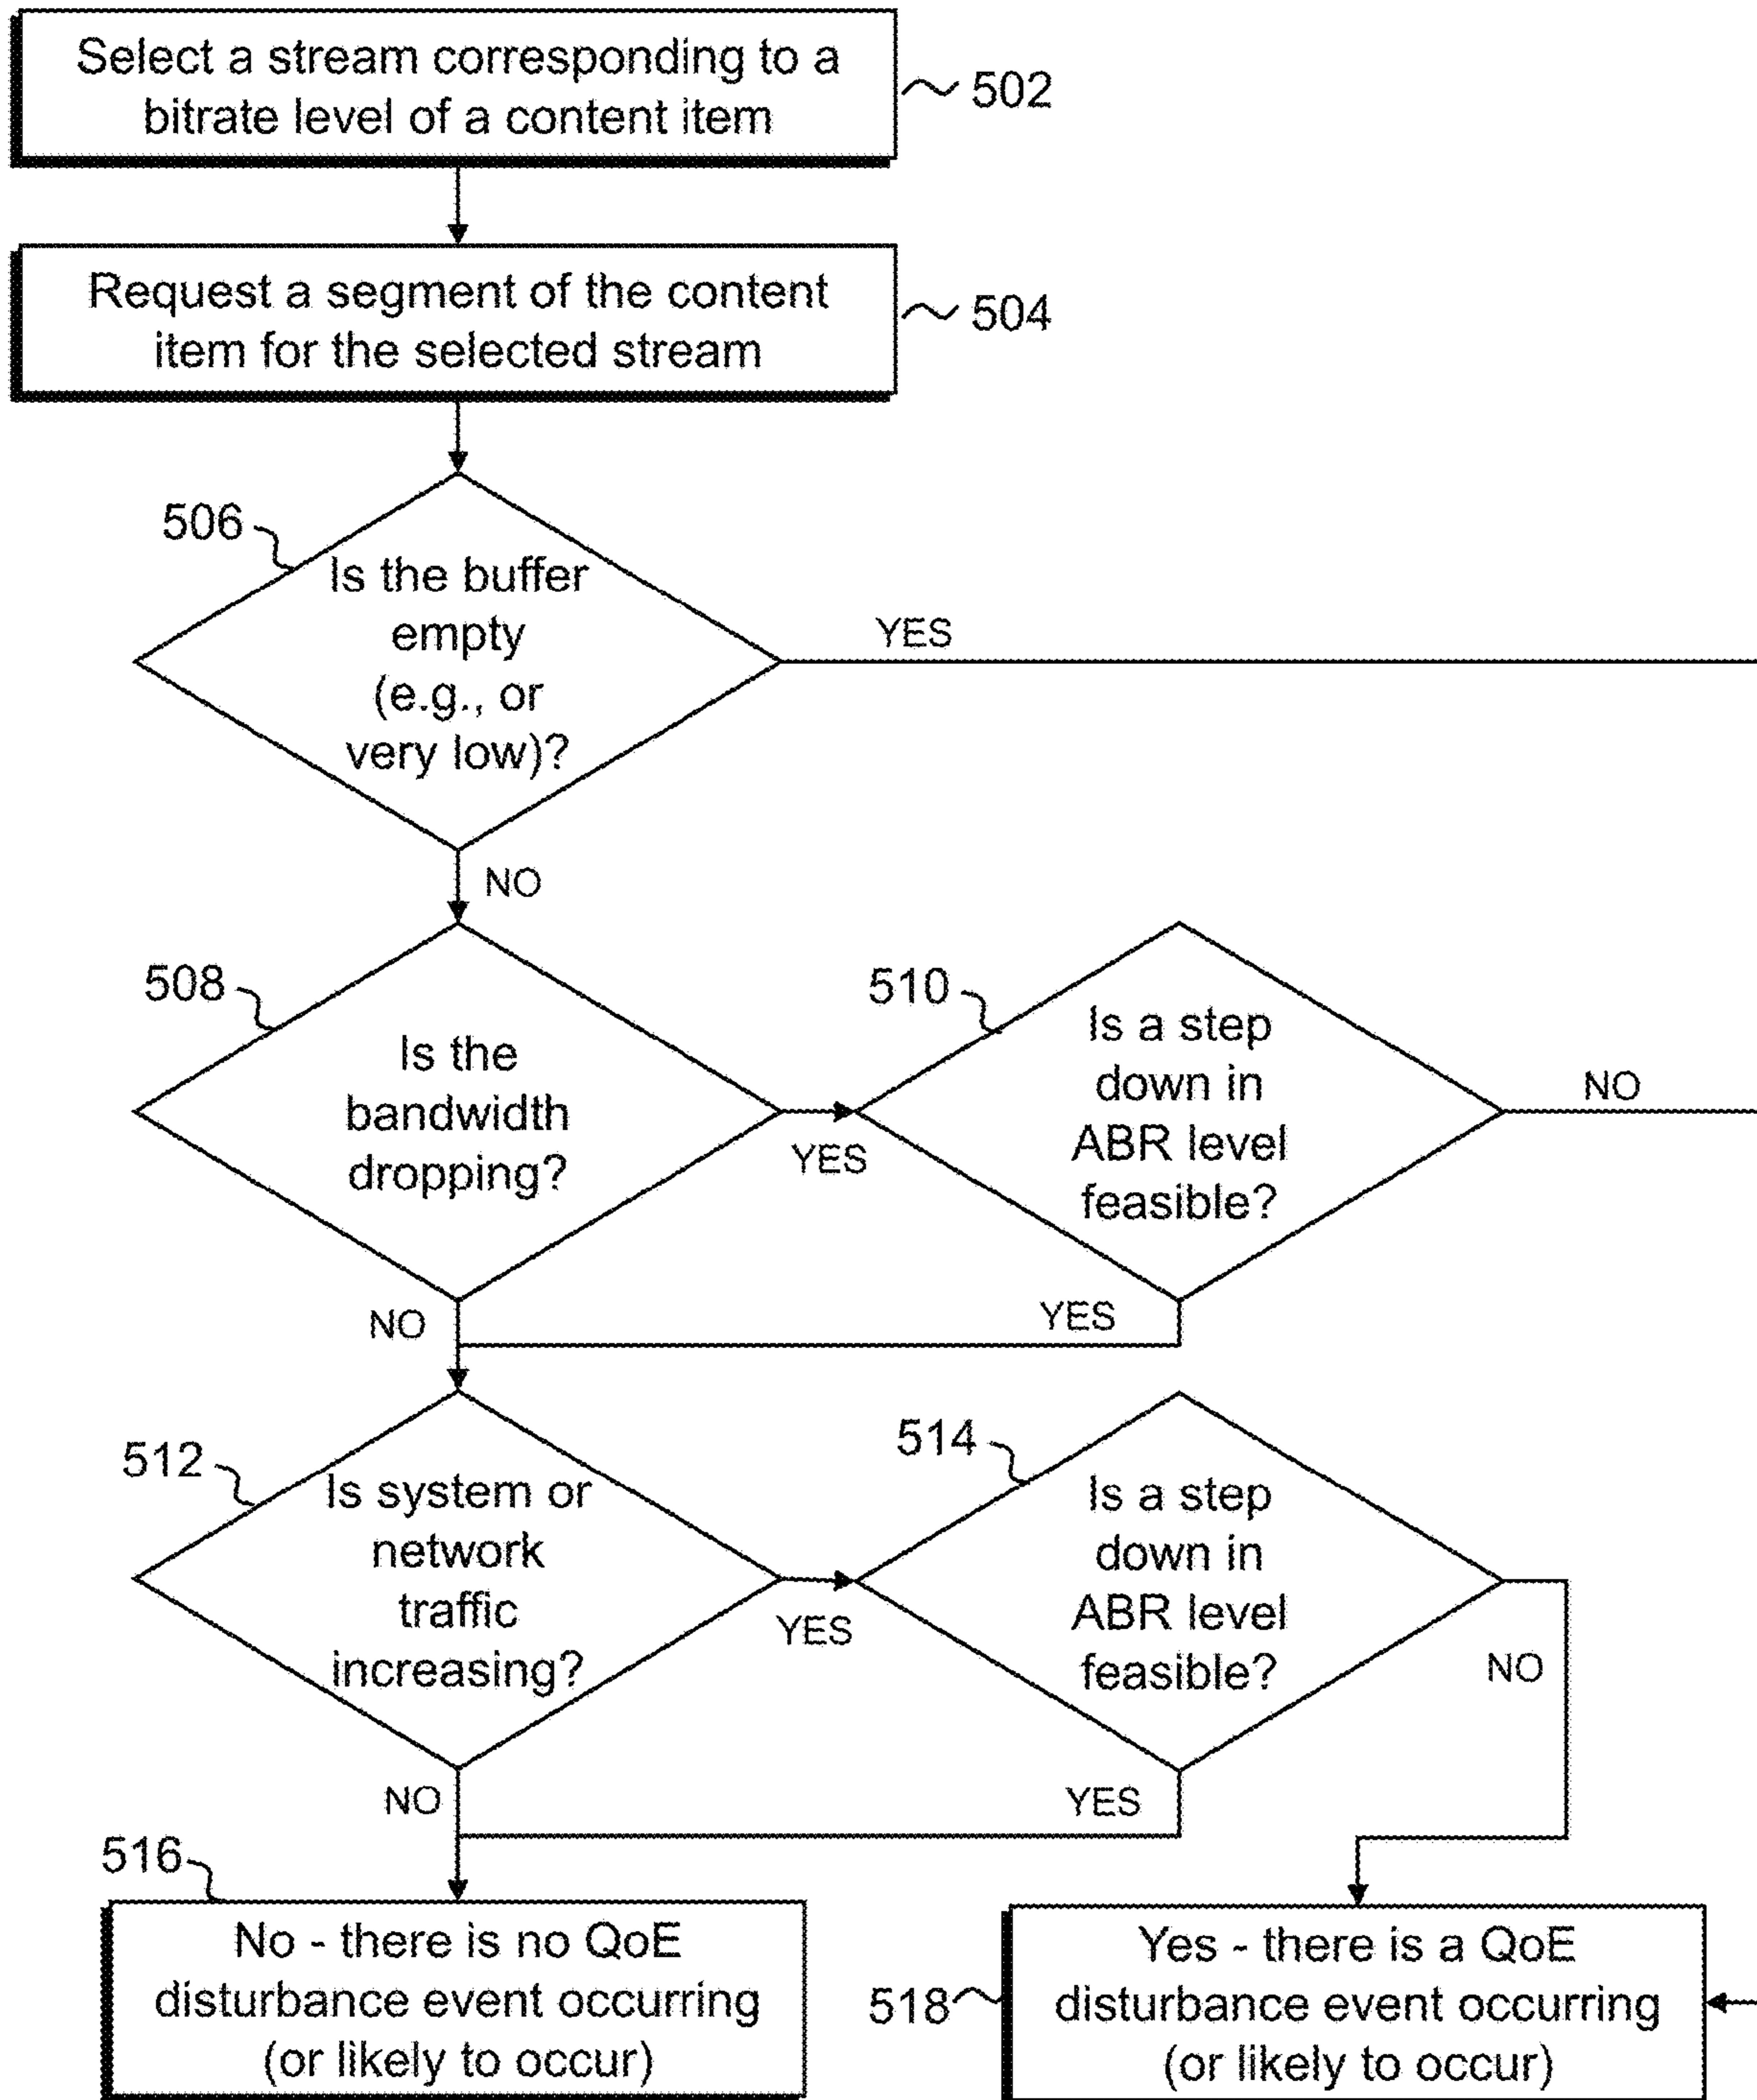 Select a stream corresponding to a
bitrate level of a content item
502
Request a segment of the content
item for the selected stream
504
506
Is the buffer
empty
(e.g., or
very low)?
YES
NO
508
Is the
bandwidth
dropping?
YES
510
Is a step
down in
ABR level
feasible?
NO
NO
YES
512
Is system or
network
traffic
increasing?
YES
514
Is a step
down in
ABR level
feasible?
NO
NO
YES
516
No - there is no QoE
disturbance event occurring
(or likely to occur)
518
Yes - there is a QoE
disturbance event occurring
(or likely to occur)